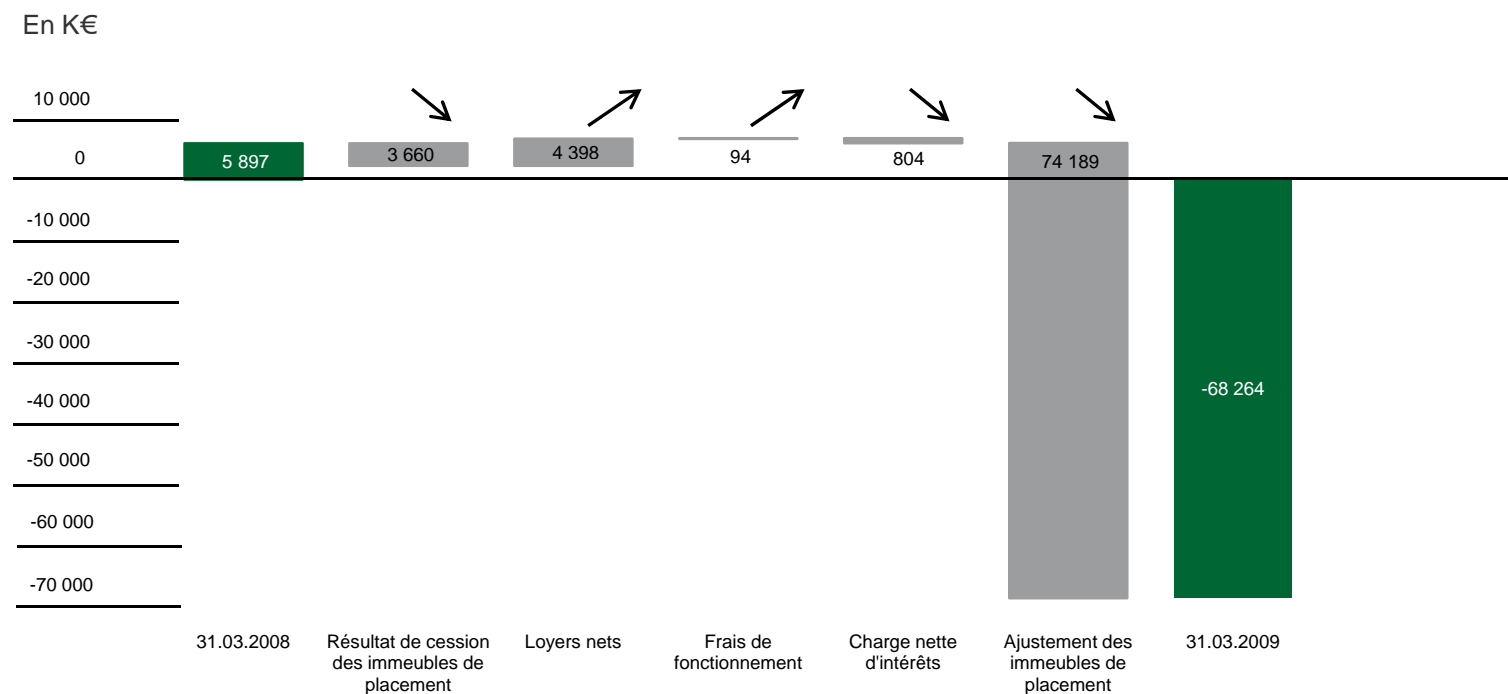 En K€
10 000
0
-10 000
-20 000
-30 000
-40 000
-50 000
-60 000
-70 000
5 897
3 660
4 398
94
804
74 189
-68 264
31.03.2008
Résultat de cession
des immeubles de
placement
Loyers nets
Frais de
fonctionnement
Charge nette
d'intérêts
Ajustement des
immeubles de
placement
31.03.2009